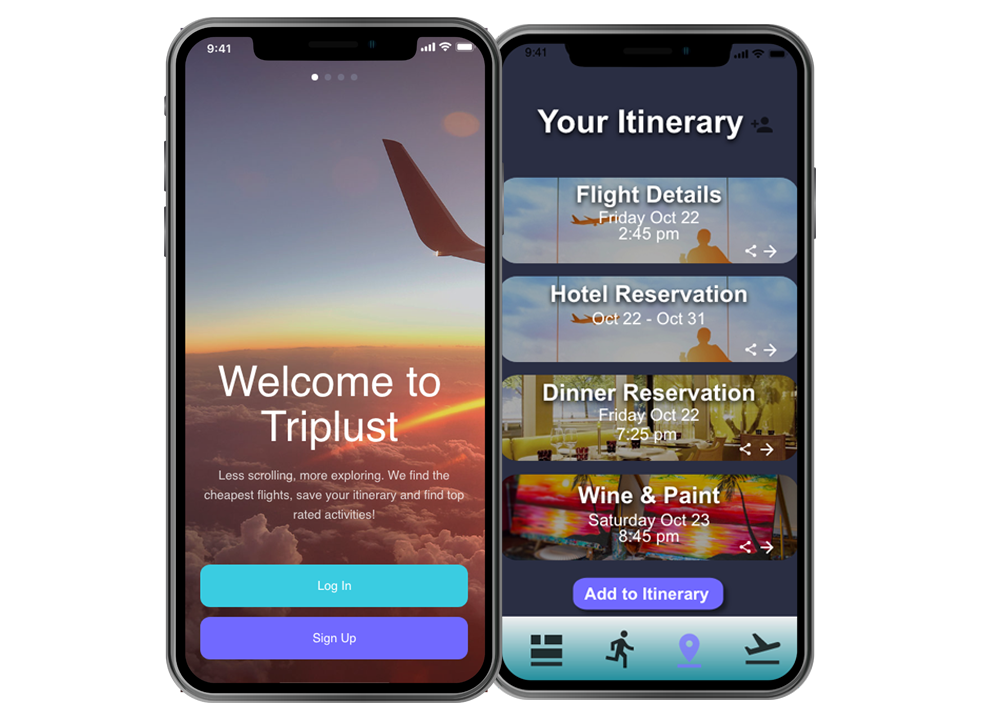 9:41
Welcome to
Triplust
Less scrolling, more exploring. We find the
cheapest flights, save your itinerary and find top
rated activities!
Log In
Sign Up
9:41
Your Itinerary
Flight Details
Friday Oct 22
2:45 pm
Hotel Reservation
Oct 22 - Oct 31
Dinner Reservation
Friday Oct 22
7:25 pm
Wine & Paint
Saturday Oct 23
8:45 pm
Add to Itinerary